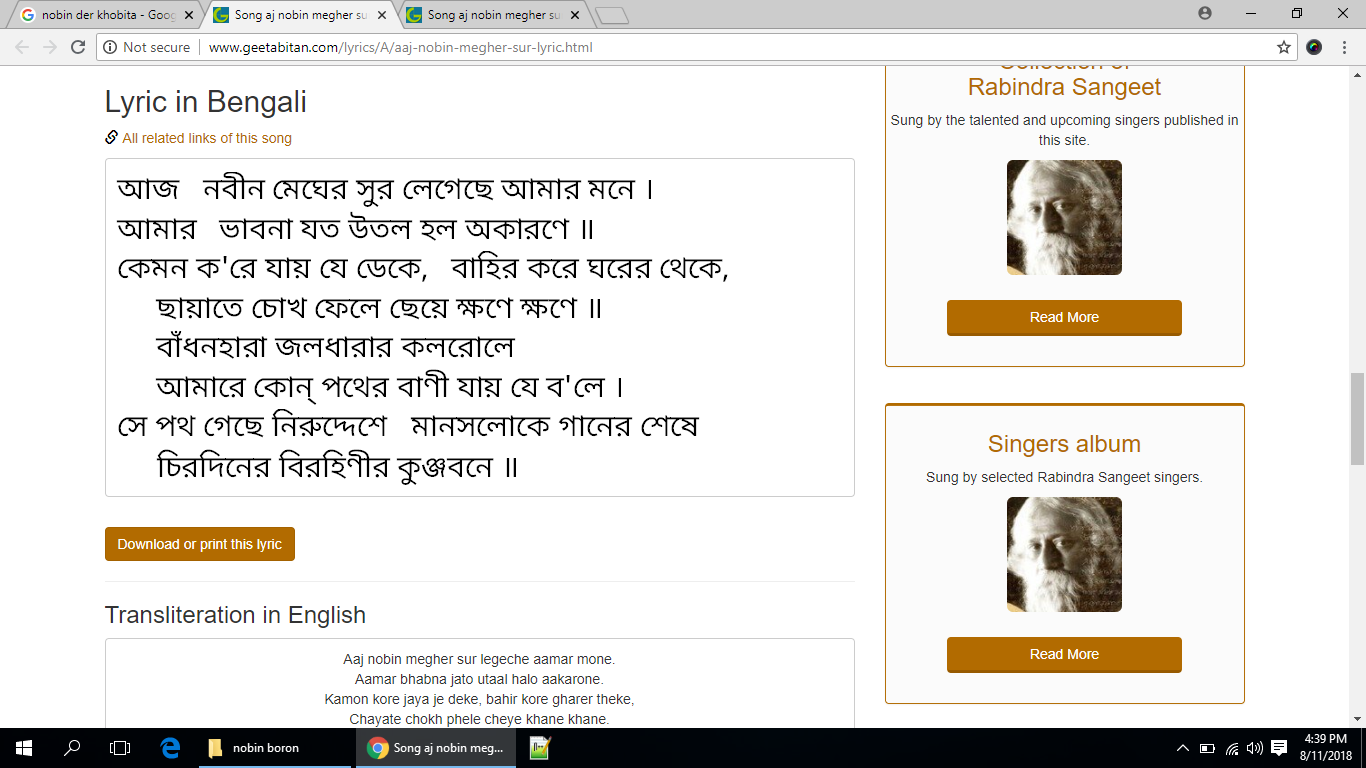 nobin der khobita - Goog
Song aj nobin megher su
Song aj nobin megher su
Not secure
www.geetabitan.com/lyrics/A/aaj-nobin-megher-sur-lyric.html
Lyric in Bengali
All related links of this song
আজ   নবীন মেঘের সুর লেগেছে আমার মনে ।
আমার   ভাবনা যত উতল হল অকারণে ॥
কেমন ক'রে যায় যে ডেকে,   বাহির করে ঘরের থেকে,
ছায়াতে চোখ ফেলে ছেয়ে ক্ষণে ক্ষণে ॥
বাঁধনহারা জলধারার কলরোলে
আমারে কোন্ পথের বাণী যায় যে ব'লে ।
সে পথ গেছে নিরুদ্দেশে   মানসলোকে গানের শেষে
চিরদিনের বিরহিণীর কুঞ্জবনে ॥
Download or print this lyric
Transliteration in English
Aaj nobin megher sur legeche aamar mone.
Aamar bhabna jato utaal halo aakarone.
Kamon kore jaya je deke, bahir kore gharer theke,
Chayate chokh phele cheye khane khane.
Collection of
Rabindra Sangeet
Sung by the talented and upcoming singers published in
this site.
Read More
Singers album
Sung by selected Rabindra Sangeet singers.
Read More
nobin boron
Song aj nobin meg...
4:39 PM
8/11/2018